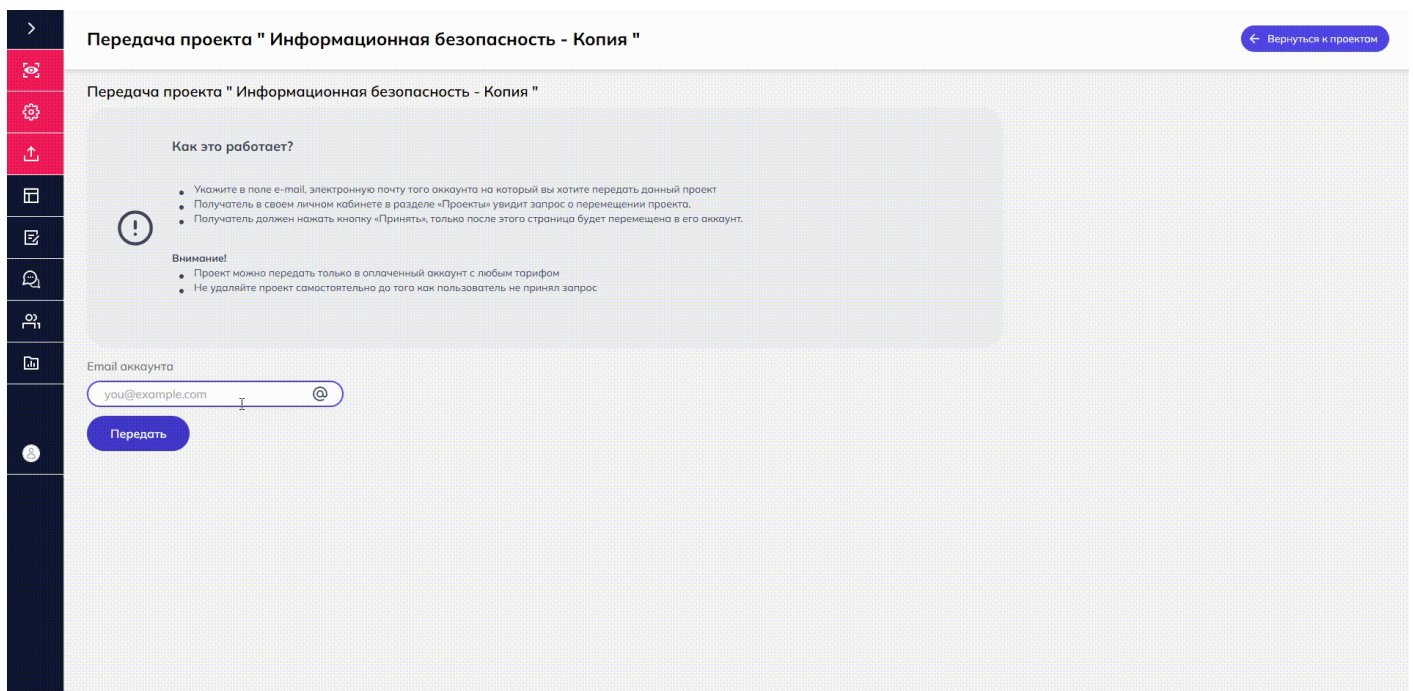 Передача проекта " Информационная безопасность - Копия "
Вернуться к проектам
Передача проекта " Информационная безопасность - Копия "
Как это работает?
Укажите в поле e-mail, электронную почту того аккаунта на который вы хотите передать данный проект
Получатель в своем личном кабинете в разделе «Проекты» увидит запрос о перемещении проекта.
Получатель должен нажать кнопку «Принять», только после этого страница будет перемещена в его аккаунт.
Внимание!
Проект можно передать только в оплаченный аккаунт с любым тарифом
Не удаляйте проект самостоятельно до того как пользователь не принял запрос
Email аккаунта
you@example.com
Передать